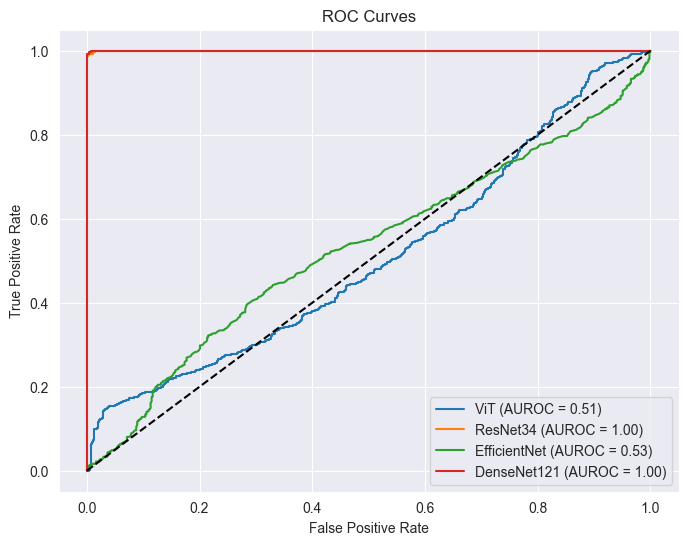 ROC Curves
True Positive Rate
1.0
0.8
0.6
0.4
0.2
0.0
ViT (AUROC = 0.51)
ResNet34 (AUROC = 1.00)
EfficientNet (AUROC = 0.53)
DenseNet121 (AUROC = 1.00)
0.0 0.2 0.4 0.6 0.8 1.0
False Positive Rate